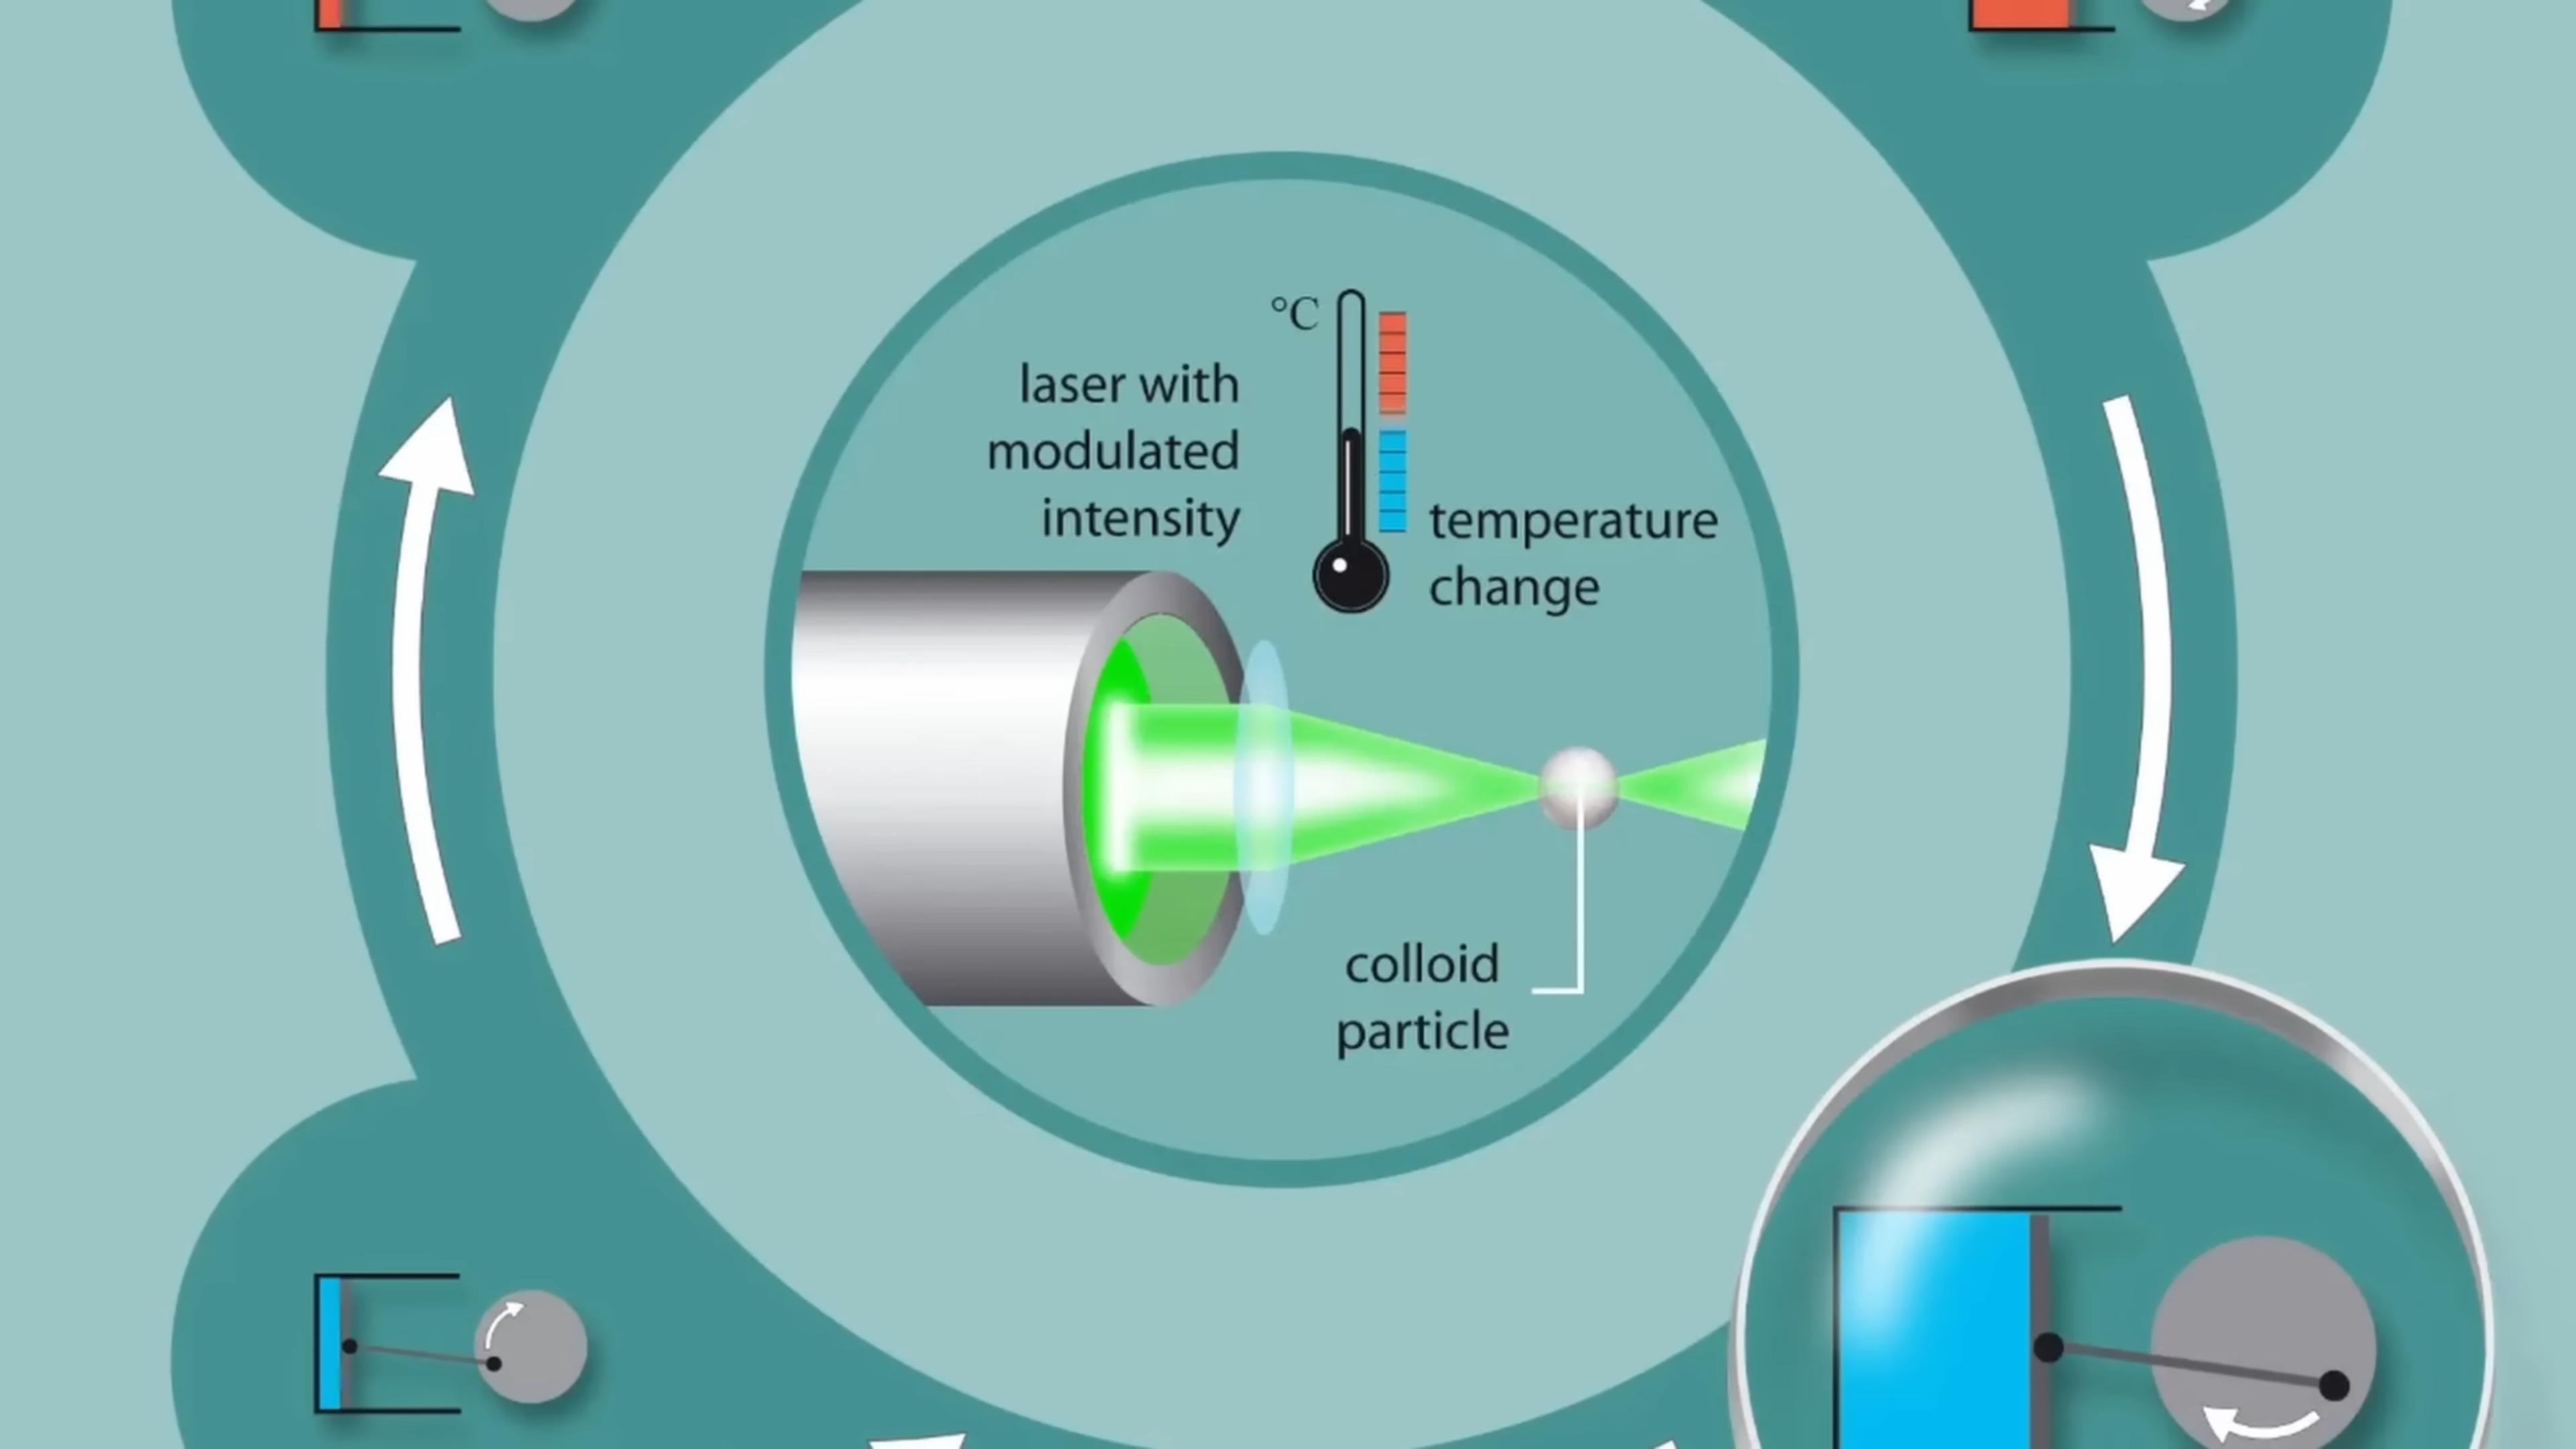 °C
laser with
modulated
intensity
temperature
change
colloid
particle